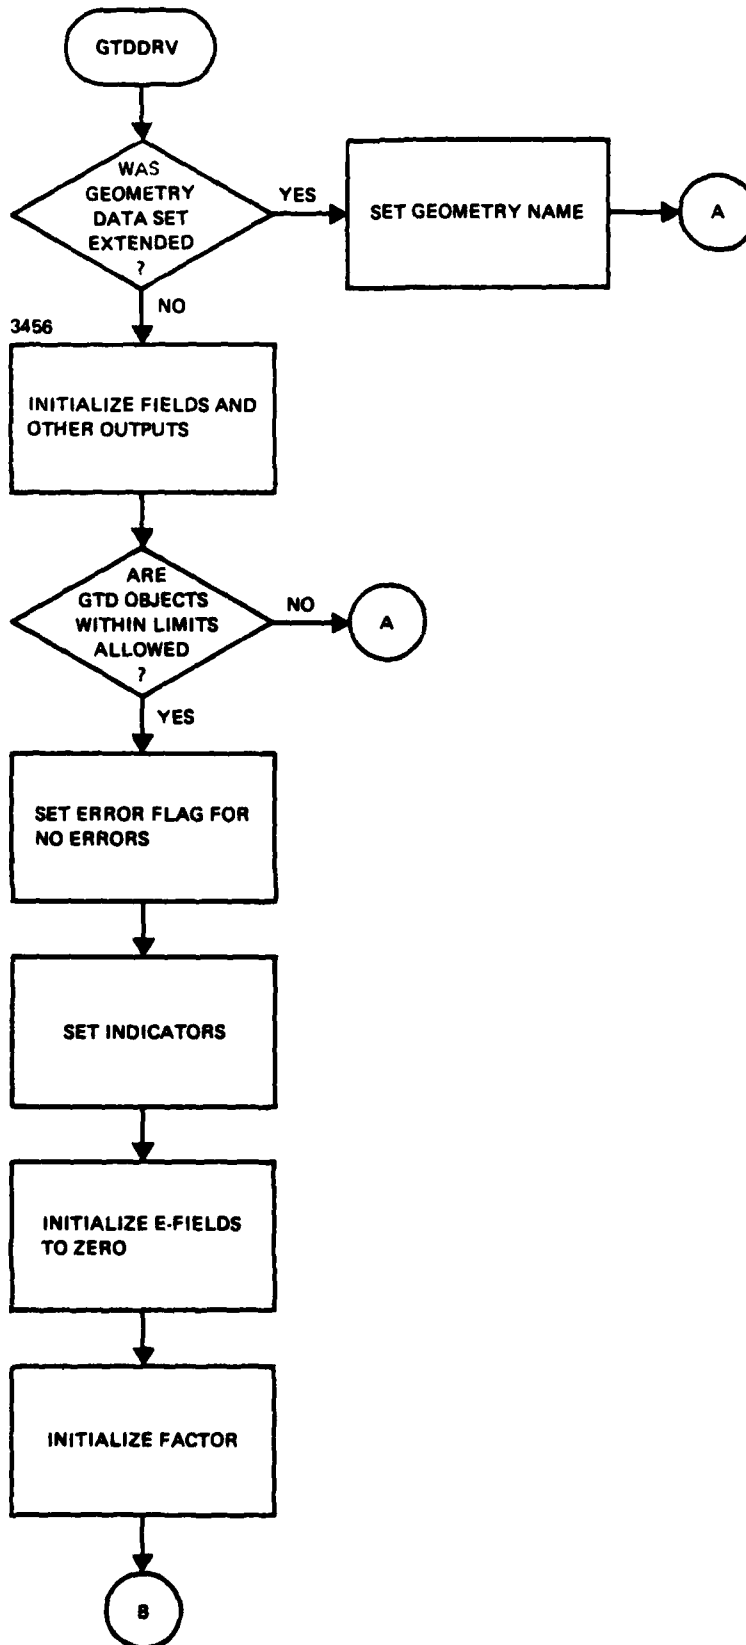 GTDDRV
WAS
GEOMETRY
DATA SET
EXTENDED
?
YES
SET GEOMETRY NAME
A
NO
3456
INITIALIZE FIELDS AND
OTHER OUTPUTS
ARE
GTD OBJECTS
WITHIN LIMITS
ALLOWED
?
NO
A
YES
SET ERROR FLAG FOR
NO ERRORS
SET INDICATORS
INITIALIZE E-FIELDS
TO ZERO
INITIALIZE FACTOR
B